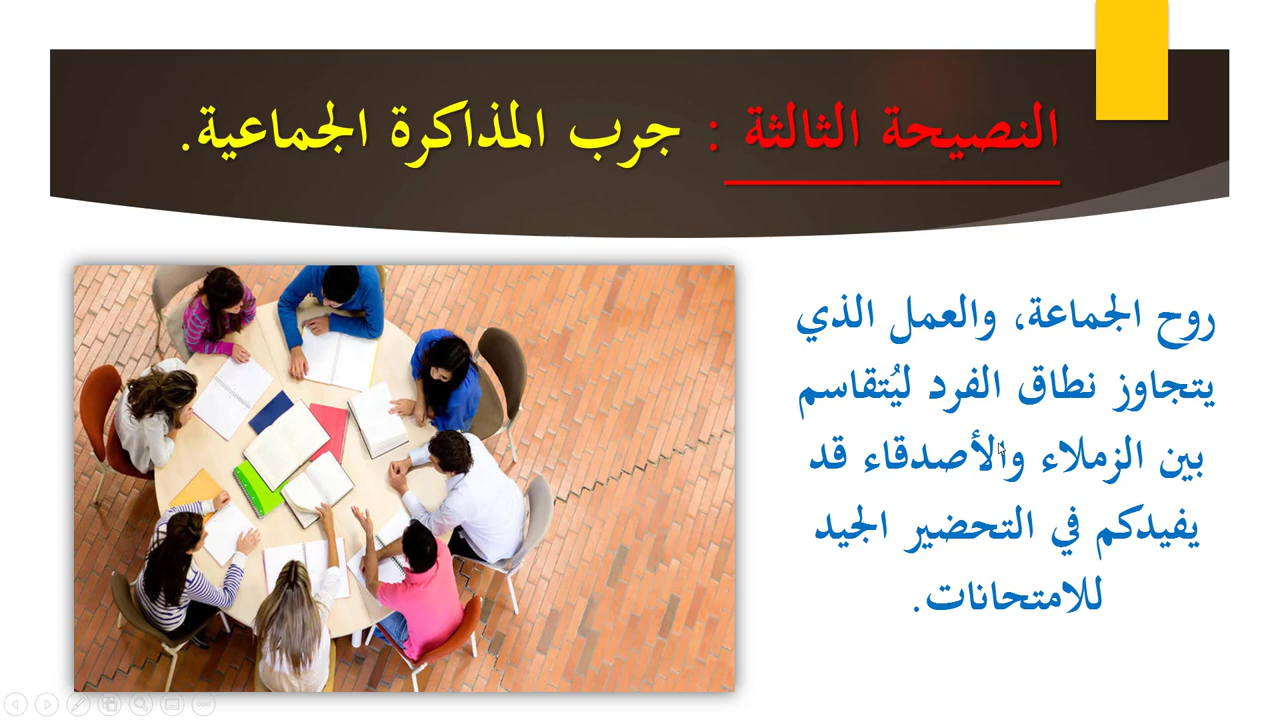 النصيحة الثالثة : جرب المذاكرة الجماعية.
روح الجماعة، والعمل الذي
يتجاوز نطاق الفرد ليُتقاسم
بين الزملاء والأصدقاء قد
يفيدكم في التحضير الجيد
للامتحانات.